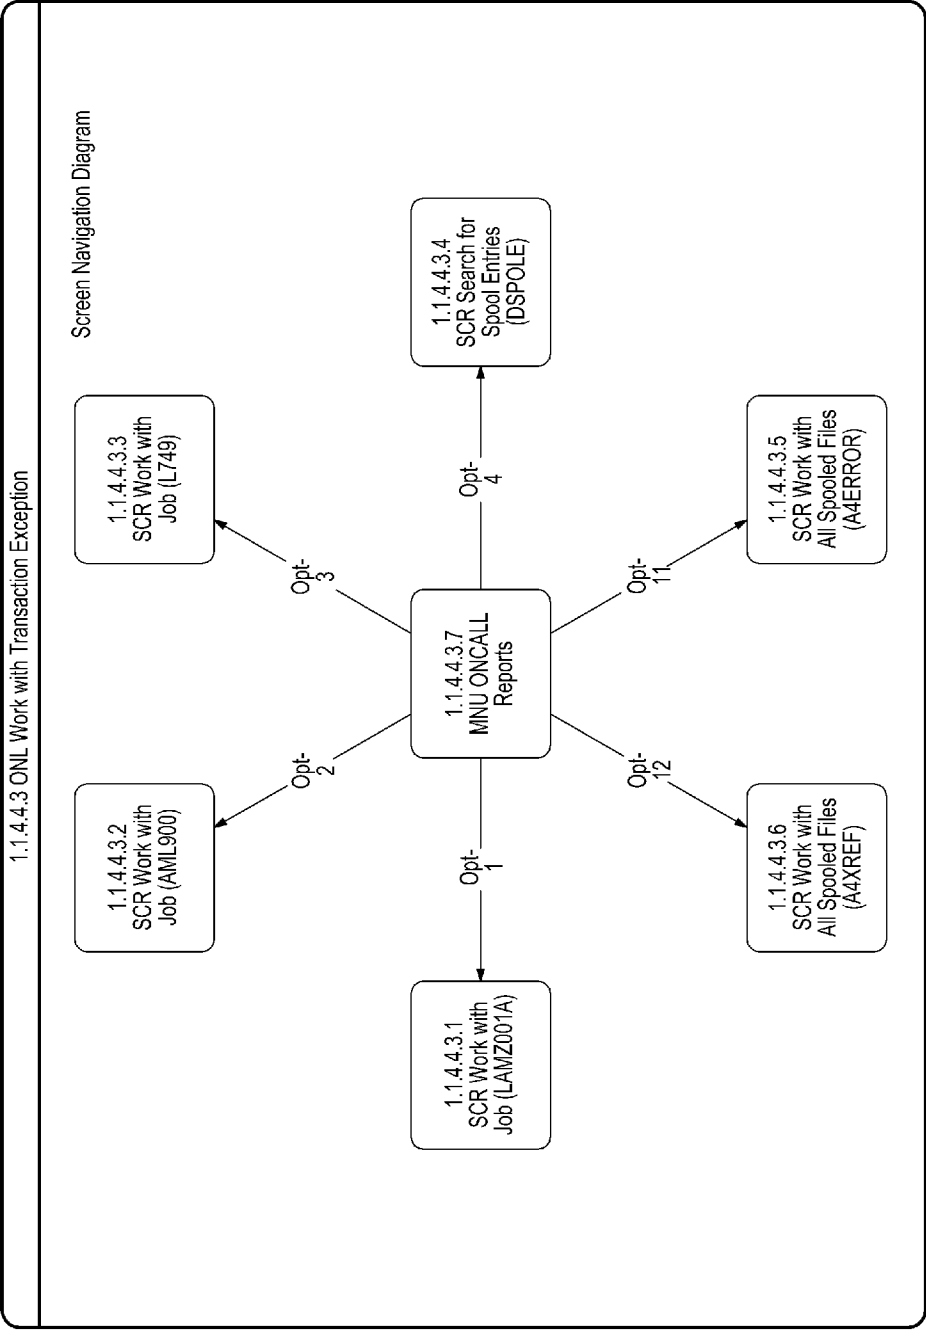 1.1.4.4.3 ONL Work with Transaction Exception
Screen Navigation Diagram
1.1.4.4.3.2
SCR Work with
Job (AML900)
1.1.4.4.3.3
SCR Work with
Job (L749)
Opt-
2
Opt-
3
1.1.4.4.3.1
SCR Work with
Job (LAMZ001A)
Opt-
1
1.1.4.4.3.7
MNU ONCALL
Reports
Opt-
4
1.1.4.4.3.4
SCR Search for
Spool Entries
(DSPOLE)
Opt-
12
Opt-
11
1.1.4.4.3.6
SCR Work with
All Spooled Files
(A4XREF)
1.1.4.4.3.5
SCR Work with
All Spooled Files
(A4ERROR)